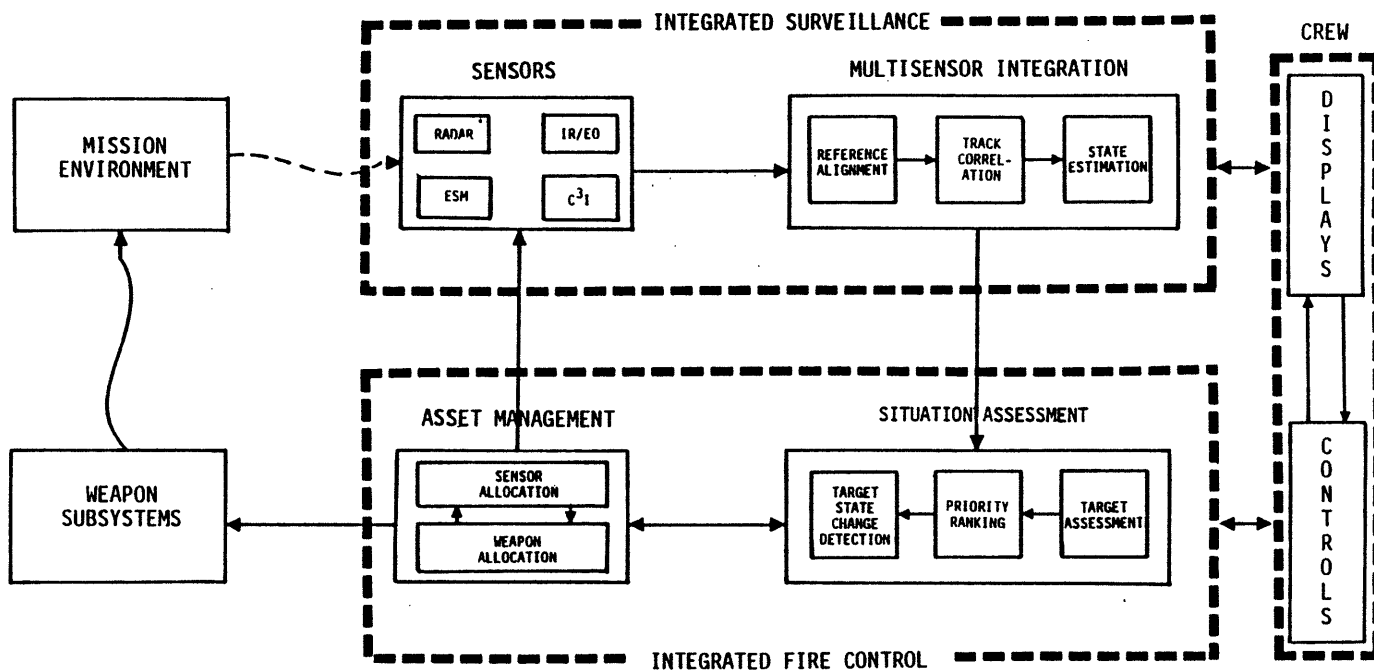 INTEGRATED SURVEILLANCE
CREW
SENSORS
MULTISENSOR INTEGRATION
MISSION
ENVIRONMENT
RADAR
IR/EO
ESM
C³I
REFERENCE
ALIGNMENT
TRACK
CORREL-
ATION
STATE
ESTIMATION
D
I
S
P
L
A
Y
S
ASSET MANAGEMENT
SITUATION ASSESSMENT
WEAPON
SUBSYSTEMS
SENSOR
ALLOCATION
WEAPON
ALLOCATION
TARGET
STATE
CHANGE
DETECTION
PRIORITY
RANKING
TARGET
ASSESSMENT
C
O
N
T
R
O
L
S
INTEGRATED FIRE CONTROL